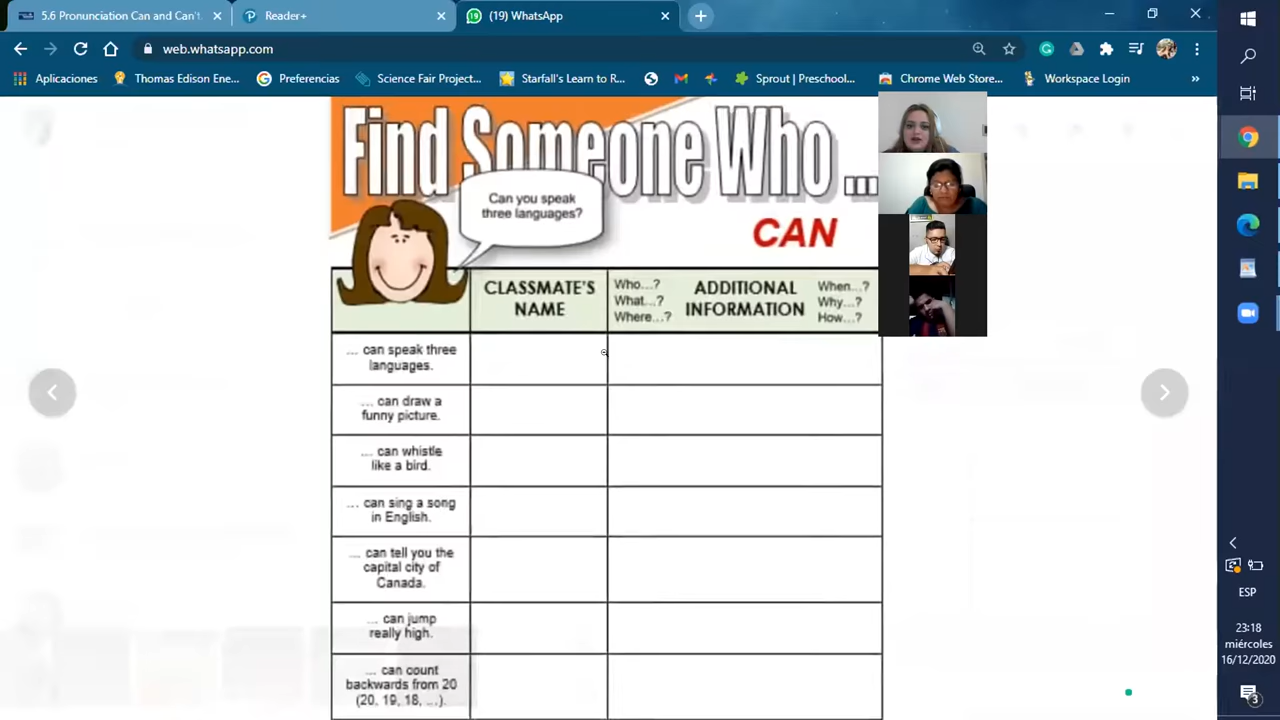 5.6 Pronunciation Can and Can't.
Reader+
(19) WhatsApp
web.whatsapp.com
Aplicaciones
Thomas Edison Ene...
Preferencias
Science Fair Project...
Starfall's Learn to R...
Sprout | Preschool...
Chrome Web Store...
Workspace Login
»
Find Someone Who ...
Can you speak
three languages?
CAN
CLASSMATE'S
NAME
Who...?
What...?
Where...?
ADDITIONAL
INFORMATION
When...?
Why...?
How...?
... can speak three
languages.
... can draw a
funny picture.
... can whistle
like a bird.
... can sing a song
in English.
... can tell you the
capital city of
Canada.
... can jump
really high.
... can count
backwards from 20
(20, 19, 18, ...).
ESP
23:18
miércoles
16/12/2020
3